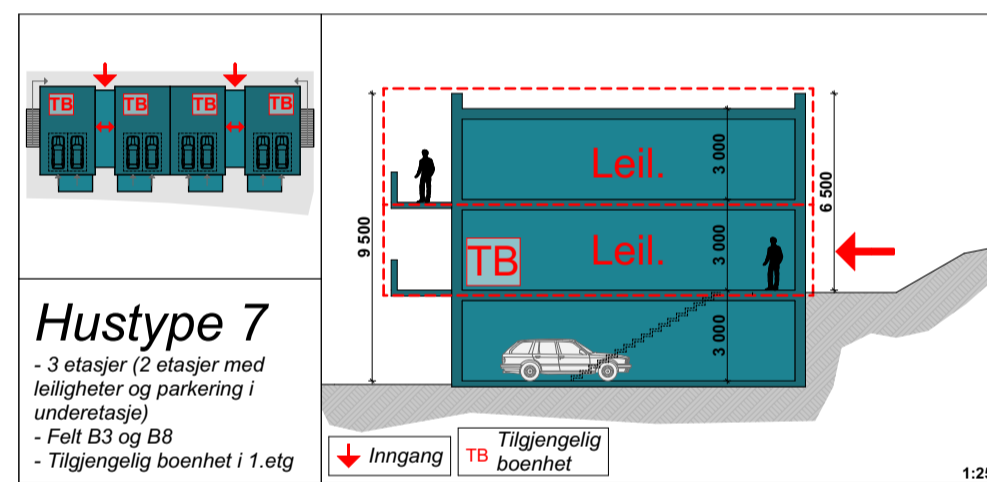 TB TB TB TB
Hustype 7
- 3 etasjer (2 etasjer med
leiligheter og parkering i
underetasje)
- Felt B3 og B8
- Tilgjengelig boenhet i 1.etg
Leil.
3 000
6 500
9 500
TB
Leil.
3 000
3 000
Inngang
TB Tilgjengelig
boenhet